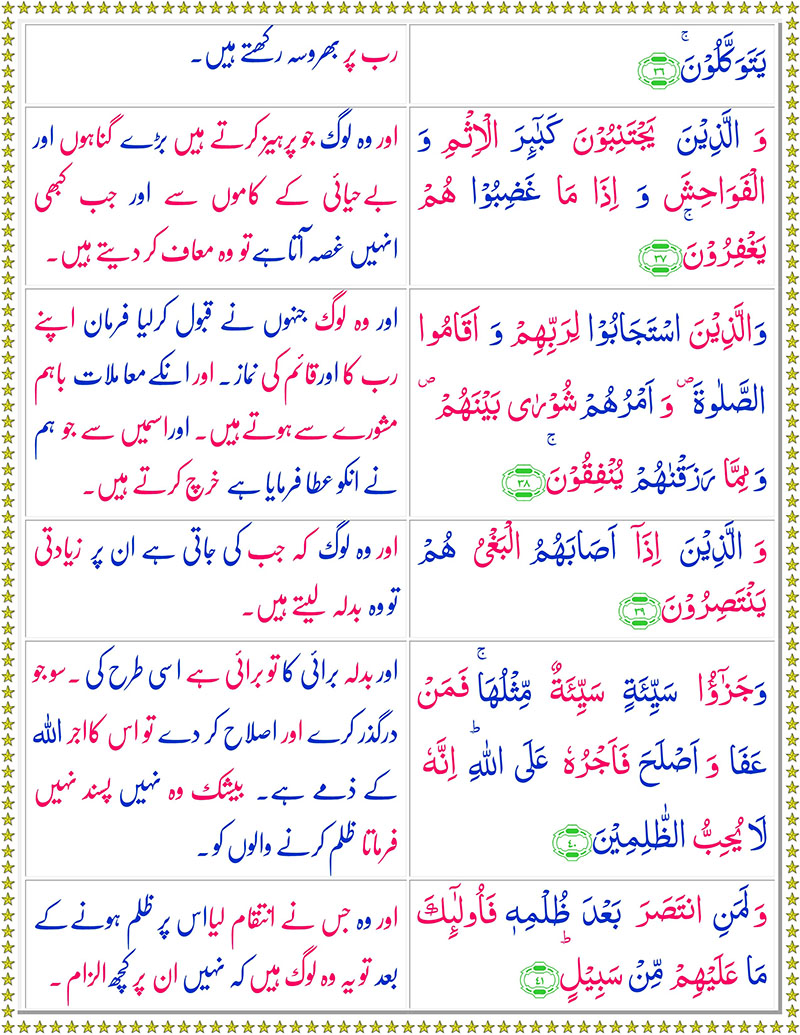 يَتَوَكَّلُوْنَ ۚ ﴿۳۶﴾
رب پر بھروسہ رکھتے ہیں۔
وَ الَّذِيْنَ يَجْتَنِبُوْنَ كَبٰٓئِرَ الْاِثْمِ وَ
الْفَوَاحِشَ وَ اِذَا مَا غَضِبُوْا هُمْ
يَغْفِرُوْنَ ۚ ﴿۳۷﴾
اور وہ لوگ جو پرہیز کرتے ہیں بڑے گناہوں اور
بے حیائی کے کاموں سے اور جب کبھی
انہیں غصہ آتا ہے تو وہ معاف کر دیتے ہیں۔
وَالَّذِيْنَ اسْتَجَابُوْا لِرَبِّهِمْ وَ اَقَامُوا
الصَّلٰوةَ ۪ وَ اَمْرُهُمْ شُوْرٰى بَيْنَهُمْ ۪
وَ مِمَّا رَزَقْنٰهُمْ يُنْفِقُوْنَ ۚ ﴿۳۸﴾
اور وہ لوگ جنہوں نے قبول کرلیا فرمان اپنے
رب کا اور قائم کی نماز۔ اور انکے معاملات باہم
مشورے سے ہوتے ہیں۔ اور اسمیں سے جو ہم
نے انکو عطا فرمایا ہے خرچ کرتے ہیں۔
وَ الَّذِيْنَ اِذَآ اَصَابَهُمُ الْبَغْىُ هُمْ
يَنْتَصِرُوْنَ ﴿۳۹﴾
اور وہ لوگ کہ جب کی جاتی ہے ان پر زیادتی
تو وہ بدلہ لیتے ہیں۔
وَجَزٰٓؤُا سَيِّئَةٍ سَيِّئَةٌ مِّثْلُهَا ۚ فَمَنْ
عَفَا وَ اَصْلَحَ فَاَجْرُهٗ عَلَى اللّٰهِ ؕ اِنَّهٗ
لَا يُحِبُّ الظّٰلِمِيْنَ ﴿۴۰﴾
اور بدلہ برائی کا تو برائی ہے اسی طرح کی۔ سو جو
درگذر کرے اور اصلاح کر دے تو اس کا اجر اللہ
کے ذمے ہے۔ بیشک وہ نہیں پسند نہیں
فرماتا ظلم کرنے والوں کو۔
وَ لَمَنِ انْتَصَرَ بَعْدَ ظُلْمِهٖ فَاُولٰٓئِكَ
مَا عَلَيْهِمْ مِّنْ سَبِيْلٍ ؕ ﴿۴۱﴾
اور وہ جس نے انتقام لیا اس پر ظلم ہونے کے
بعد تو یہ وہ لوگ ہیں کہ نہیں ان پر کچھ الزام۔